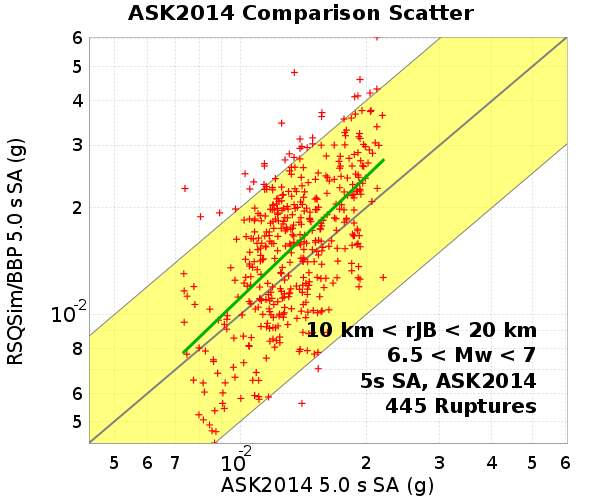 ASK2014 Comparison Scatter
RSQSim/BBP 5.0 s SA (g)
6
5
4
3
2
10-2
8
6
5
10 km < rJB < 20 km
6.5 < Mw < 7
5s SA, ASK2014
445 Ruptures
5 6 7 10-2 2 3 4 5 6
ASK2014 5.0 s SA (g)